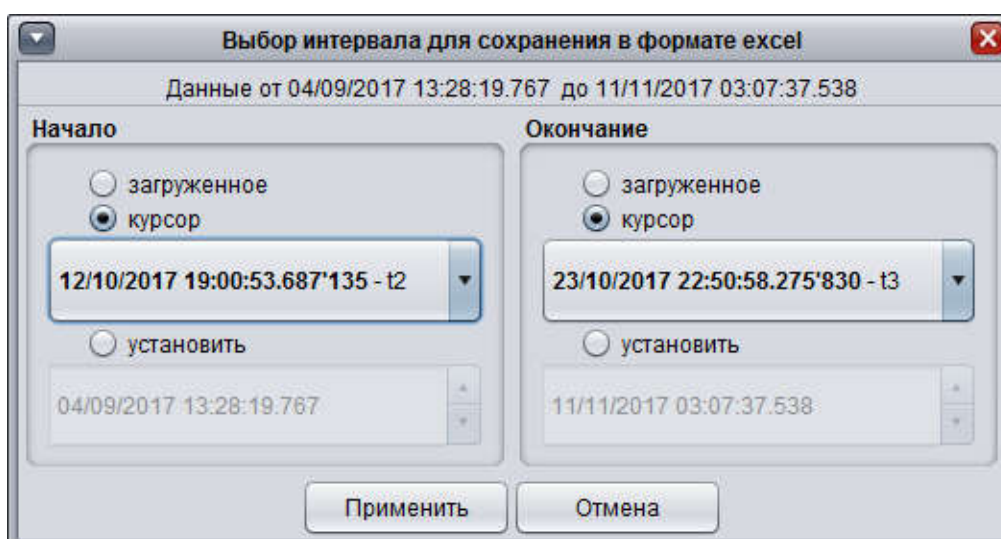 Выбор интервала для сохранения в формате excel
Данные от 04/09/2017 13:28:19.767 до 11/11/2017 03:07:37.538
Начало
загруженное
курсор
12/10/2017 19:00:53.687'135 - t2
установить
04/09/2017 13:28:19.767
Окончание
загруженное
курсор
23/10/2017 22:50:58.275'830 - t3
установить
11/11/2017 03:07:37.538
Применить
Отмена